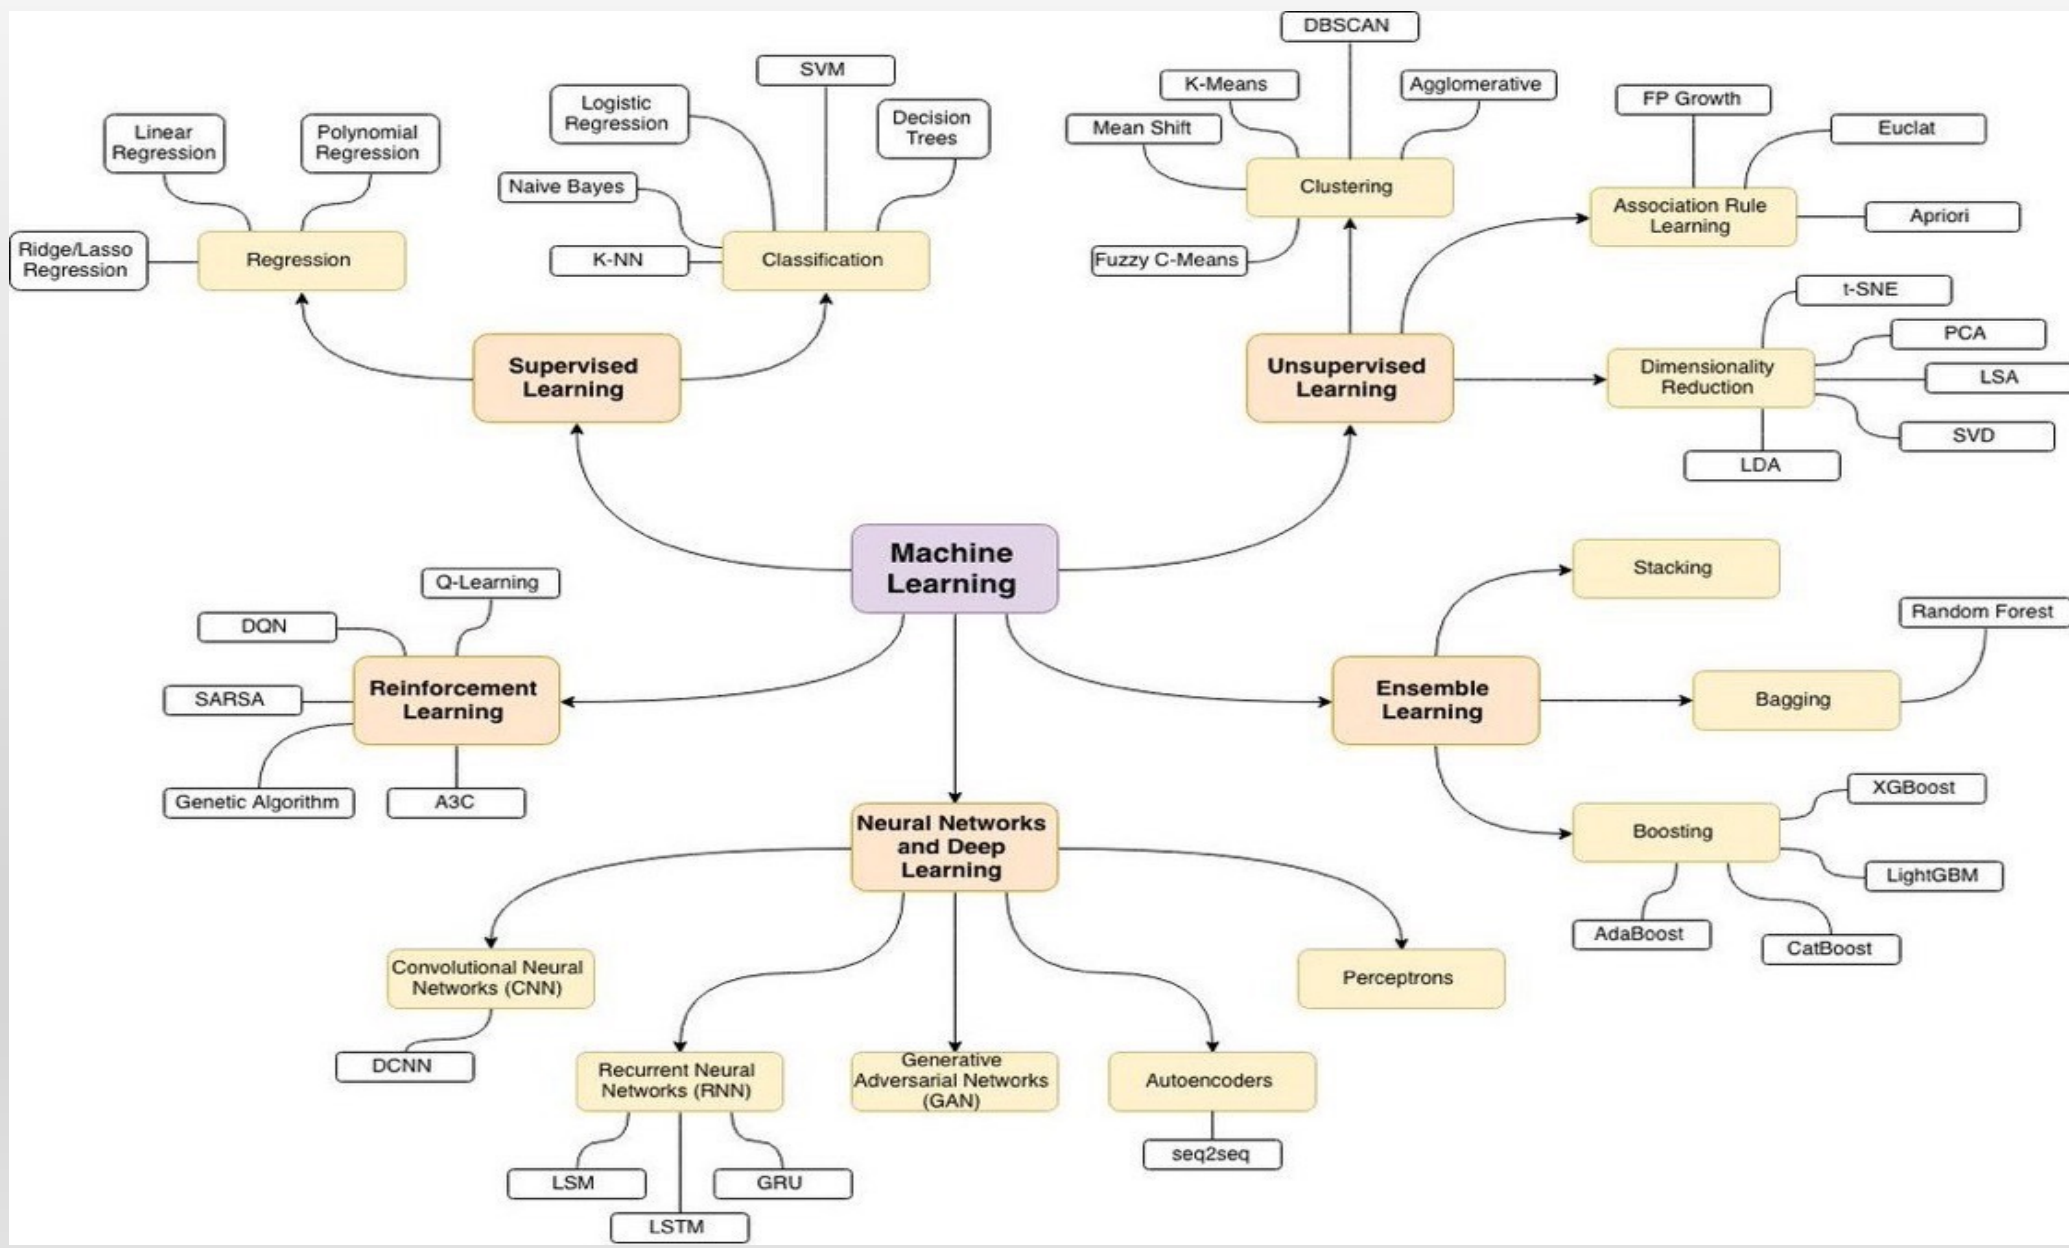 DBSCAN
SVM
K-Means
Agglomerative
Logistic
Regression
FP Growth
Linear
Regression
Polynomial
Regression
Decision
Trees
Mean Shift
Euclat
Naive Bayes
Clustering
Association Rule
Learning
Apriori
Ridge/Lasso
Regression
Regression
K-NN
Classification
Fuzzy C-Means
t-SNE
PCA
Supervised
Learning
Unsupervised
Learning
Dimensionality
Reduction
LSA
SVD
LDA
Machine
Learning
Stacking
Q-Learning
DQN
Random Forest
Reinforcement
Learning
SARSA
Ensemble
Learning
Bagging
Genetic Algorithm
A3C
XGBoost
Neural Networks
and Deep
Learning
Boosting
LightGBM
AdaBoost
CatBoost
Convolutional Neural
Networks (CNN)
Perceptrons
DCNN
Recurrent Neural
Networks (RNN)
Generative
Adversarial Networks
(GAN)
Autoencoders
seq2seq
LSM
GRU
LSTM